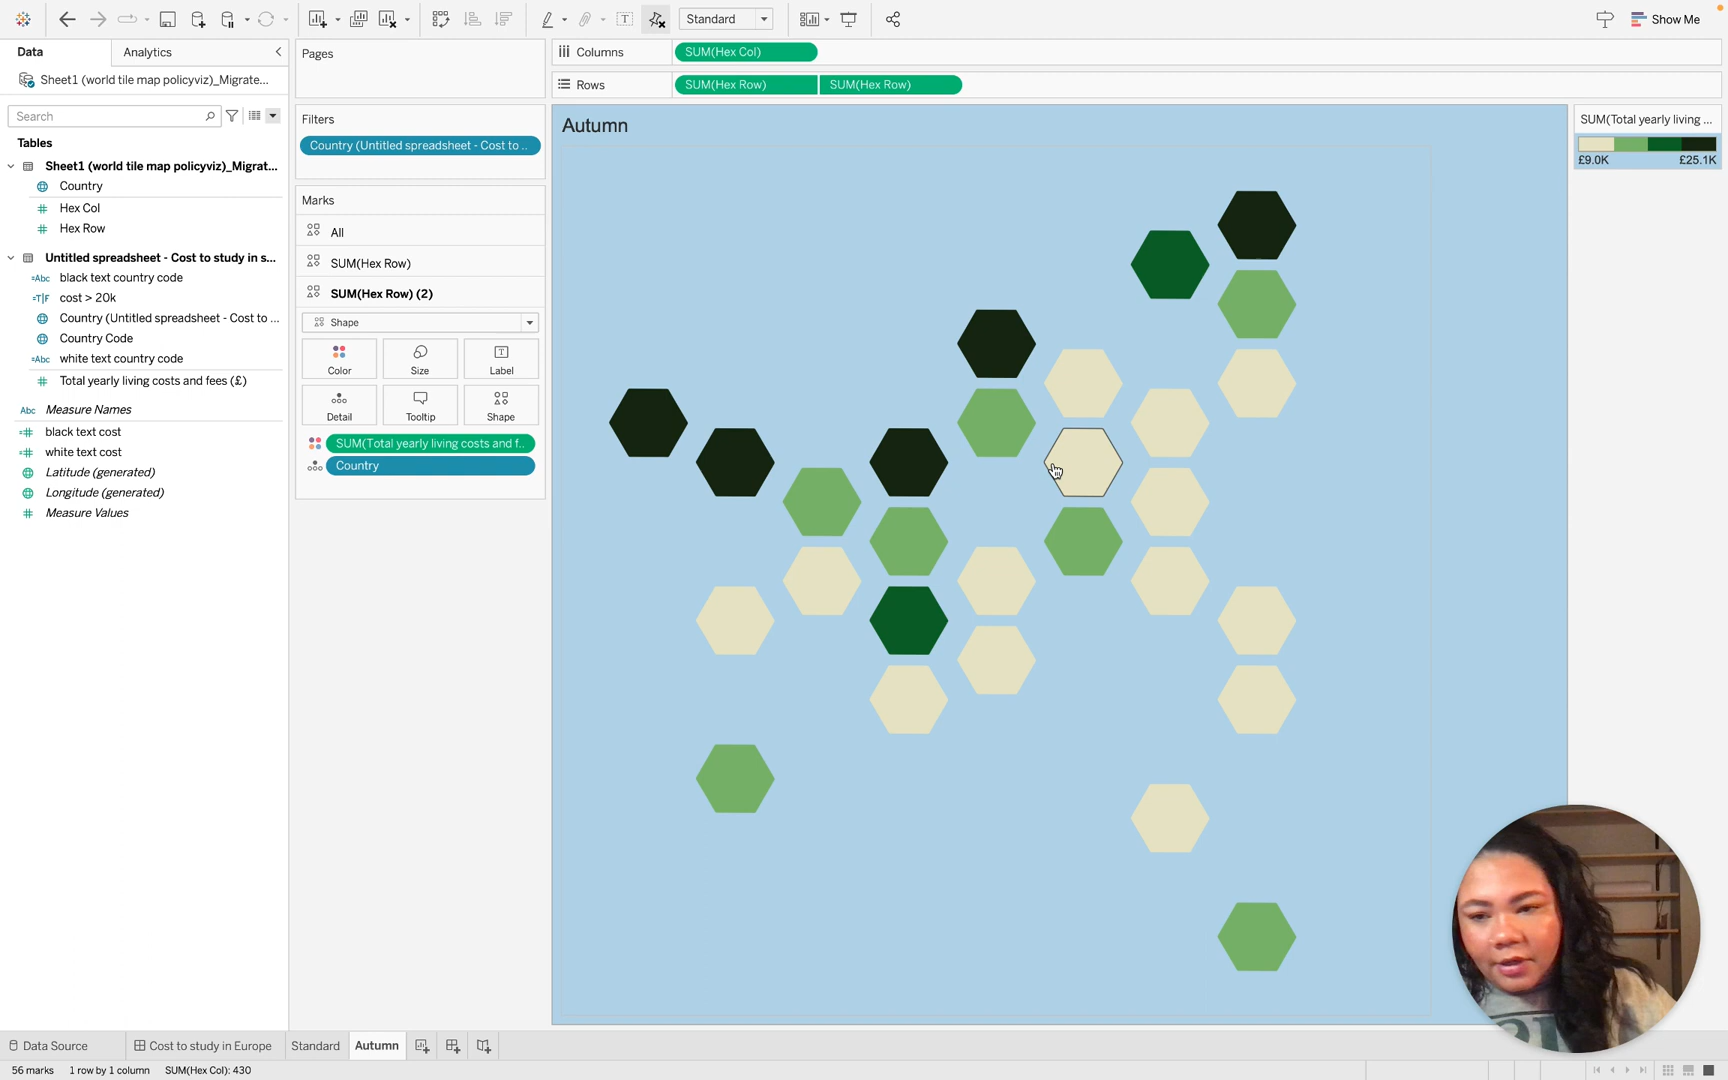 Standard
Show Me
Data
Analytics
Sheet1 (world tile map policyviz)_Migrate...
Search
Tables
Sheet1 (world tile map policyviz)_Migrat...
Country
Hex Col
Hex Row
Untitled spreadsheet - Cost to study in s...
=Abc black text country code
=T|F cost > 20k
Country (Untitled spreadsheet - Cost to ...
Country Code
=Abc white text country code
Total yearly living costs and fees (£)
Abc Measure Names
black text cost
white text cost
Latitude (generated)
Longitude (generated)
Measure Values
Pages
Filters
Country (Untitled spreadsheet - Cost to ..
Marks
All
SUM(Hex Row)
SUM(Hex Row) (2)
Shape
Color
Size
Label
Detail
Tooltip
Shape
SUM(Total yearly living costs and f..
Country
Columns
SUM(Hex Col)
Rows
SUM(Hex Row)
SUM(Hex Row)
Autumn
SUM(Total yearly living ...
£9.0K
£25.1K
Data Source
Cost to study in Europe
Standard
Autumn
56 marks
1 row by 1 column
SUM(Hex Col): 430